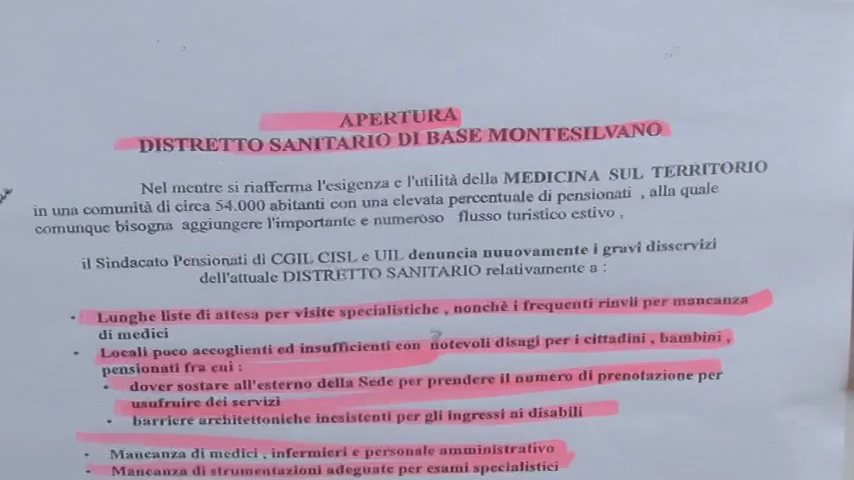 APERTURA
DISTRETTO SANITARIO DI BASE MONTESILVANO
Nel mentre si riafferma l'esigenza e l'utilità della MEDICINA SUL TERRITORIO
in una comunità di circa 54.000 abitanti con una elevata percentuale di pensionati , alla quale
comunque bisogna aggiungere l'importante e numeroso flusso turistico estivo ,
il Sindacato Pensionati di CGIL CISL e UIL denuncia nuuovamente i gravi disservizi
dell'attuale DISTRETTO SANITARIO relativamente a :
• Lunghe liste di attesa per visite specialistiche , nonchè i frequenti rinvii per mancanza
di medici
• Locali poco accoglienti ed insufficienti con notevoli disagi per i cittadini , bambini ,
pensionati fra cui :
• dover sostare all'esterno della Sede per prendere il numero di prenotazione per
usufruire dei servizi
• barriere architettoniche inesistenti per gli ingressi ai disabili
• Mancanza di medici , infermieri e personale amministrativo
• Mancanza di strumentazioni adeguate per esami specialistici